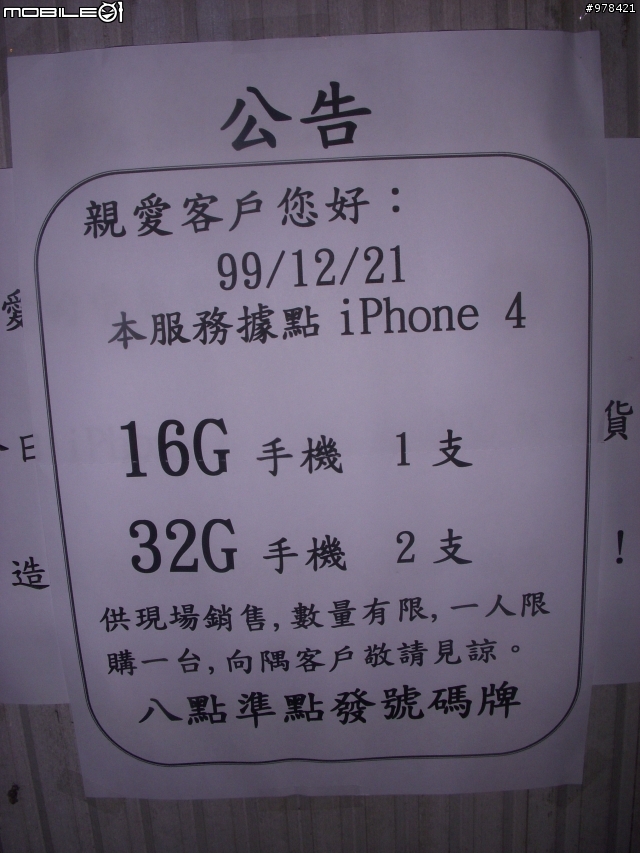 MOBILE01
#978421
公告
親愛客戶您好：
99/12/21
本服務據點 iPhone 4
16G 手機 1 支
32G 手機 2 支
供現場銷售,數量有限,一人限
購一台,向隅客戶敬請見諒。
八點準點發號碼牌
愛
造
貨
!